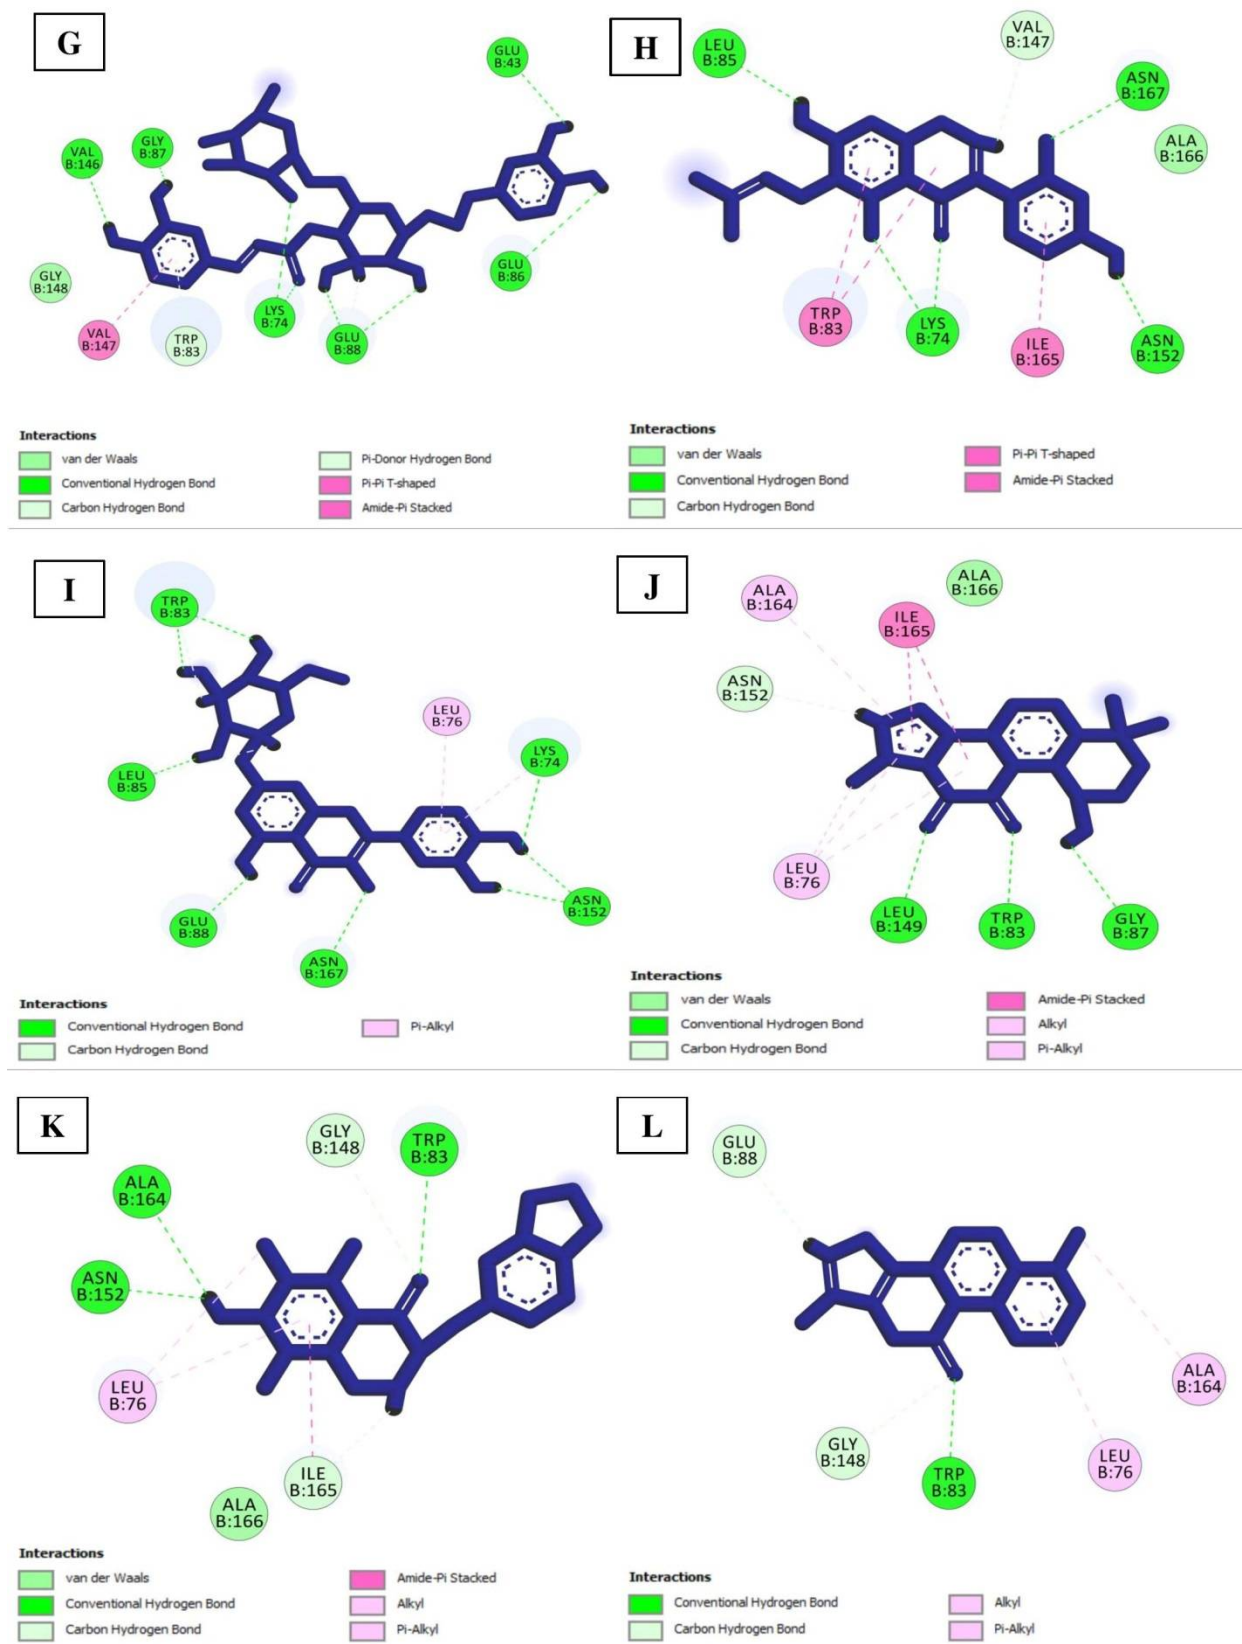 G
GLU
B:43
VAL
B:146
GLY
B:87
GLY
B:148
VAL
B:147
TRP
B:83
LYS
B:74
GLU
B:88
GLU
B:86
Interactions
van der Waals
Conventional Hydrogen Bond
Carbon Hydrogen Bond
Pi-Donor Hydrogen Bond
Pi-Pi T-shaped
Amide-Pi Stacked
H
LEU
B:85
VAL
B:147
ASN
B:167
ALA
B:166
TRP
B:83
LYS
B:74
ILE
B:165
ASN
B:152
Interactions
van der Waals
Conventional Hydrogen Bond
Carbon Hydrogen Bond
Pi-Pi T-shaped
Amide-Pi Stacked
I
TRP
B:83
LEU
B:76
LYS
B:74
LEU
B:85
GLU
B:88
ASN
B:167
ASN
B:152
Interactions
Conventional Hydrogen Bond
Carbon Hydrogen Bond
Pi-Alkyl
J
ALA
B:164
ILE
B:165
ALA
B:166
ASN
B:152
LEU
B:76
LEU
B:149
TRP
B:83
GLY
B:87
Interactions
van der Waals
Conventional Hydrogen Bond
Carbon Hydrogen Bond
Amide-Pi Stacked
Alkyl
Pi-Alkyl
K
GLY
B:148
TRP
B:83
ALA
B:164
ASN
B:152
LEU
B:76
ILE
B:165
ALA
B:166
Interactions
van der Waals
Conventional Hydrogen Bond
Carbon Hydrogen Bond
Amide-Pi Stacked
Alkyl
Pi-Alkyl
L
GLU
B:88
ALA
B:164
GLY
B:148
TRP
B:83
LEU
B:76
Interactions
Conventional Hydrogen Bond
Carbon Hydrogen Bond
Alkyl
Pi-Alkyl